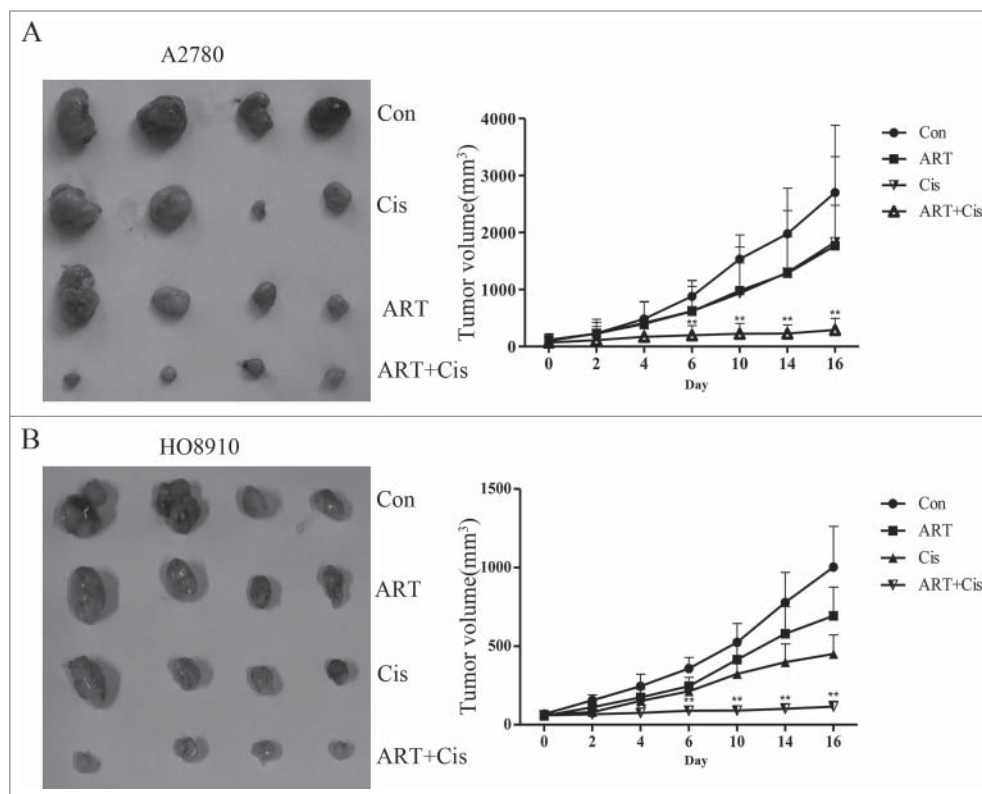 A
A2780
Con
Cis
ART
ART+Cis
Tumor volume(mm³)
4000
3000
2000
1000
0
0 2 4 6 10 14 16
Day
** ** ** **
Con
ART
Cis
ART+Cis
B
HO8910
Con
ART
Cis
ART+Cis
Tumor volume(mm³)
1500
1000
500
0
0 2 4 6 10 14 16
Day
** ** ** **
Con
ART
Cis
ART+Cis